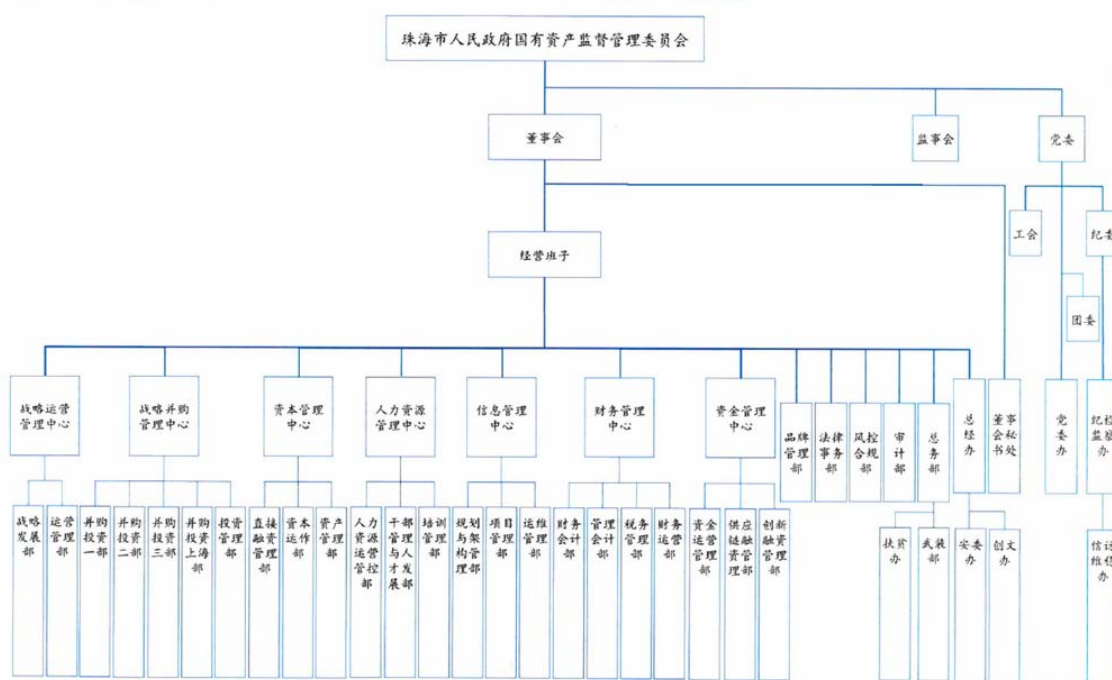 珠海市人民政府国有资产监督管理委员会
董事会
监事会
党委
工会
纪委
经营班子
团委
战略运营
管理中心
战略并购
管理中心
资本管理
中心
人力资源
管理中心
信息管理
中心
财务管理
中心
资金管理
中心
品牌管理部
法律事务部
风控合规部
审计部
总务部
总经办
董事会秘书处
党委办
纪检监察办
战略发展部
运营管理部
并购投资一部
并购投资二部
并购投资三部
并购投资上海部
投资管理部
直接融资管理部
资本运作部
资产管理部
人力资源运营管控部
干部管理与人才发展部
培训管理部
规划与架构管理部
项目管理部
运维管理部
财务会计部
管理会计部
税务管理部
财务运营部
资金运营管理部
供应链融资管理部
创新融资管理部
扶贫办
武装部
安委办
创文办
信访维稳办